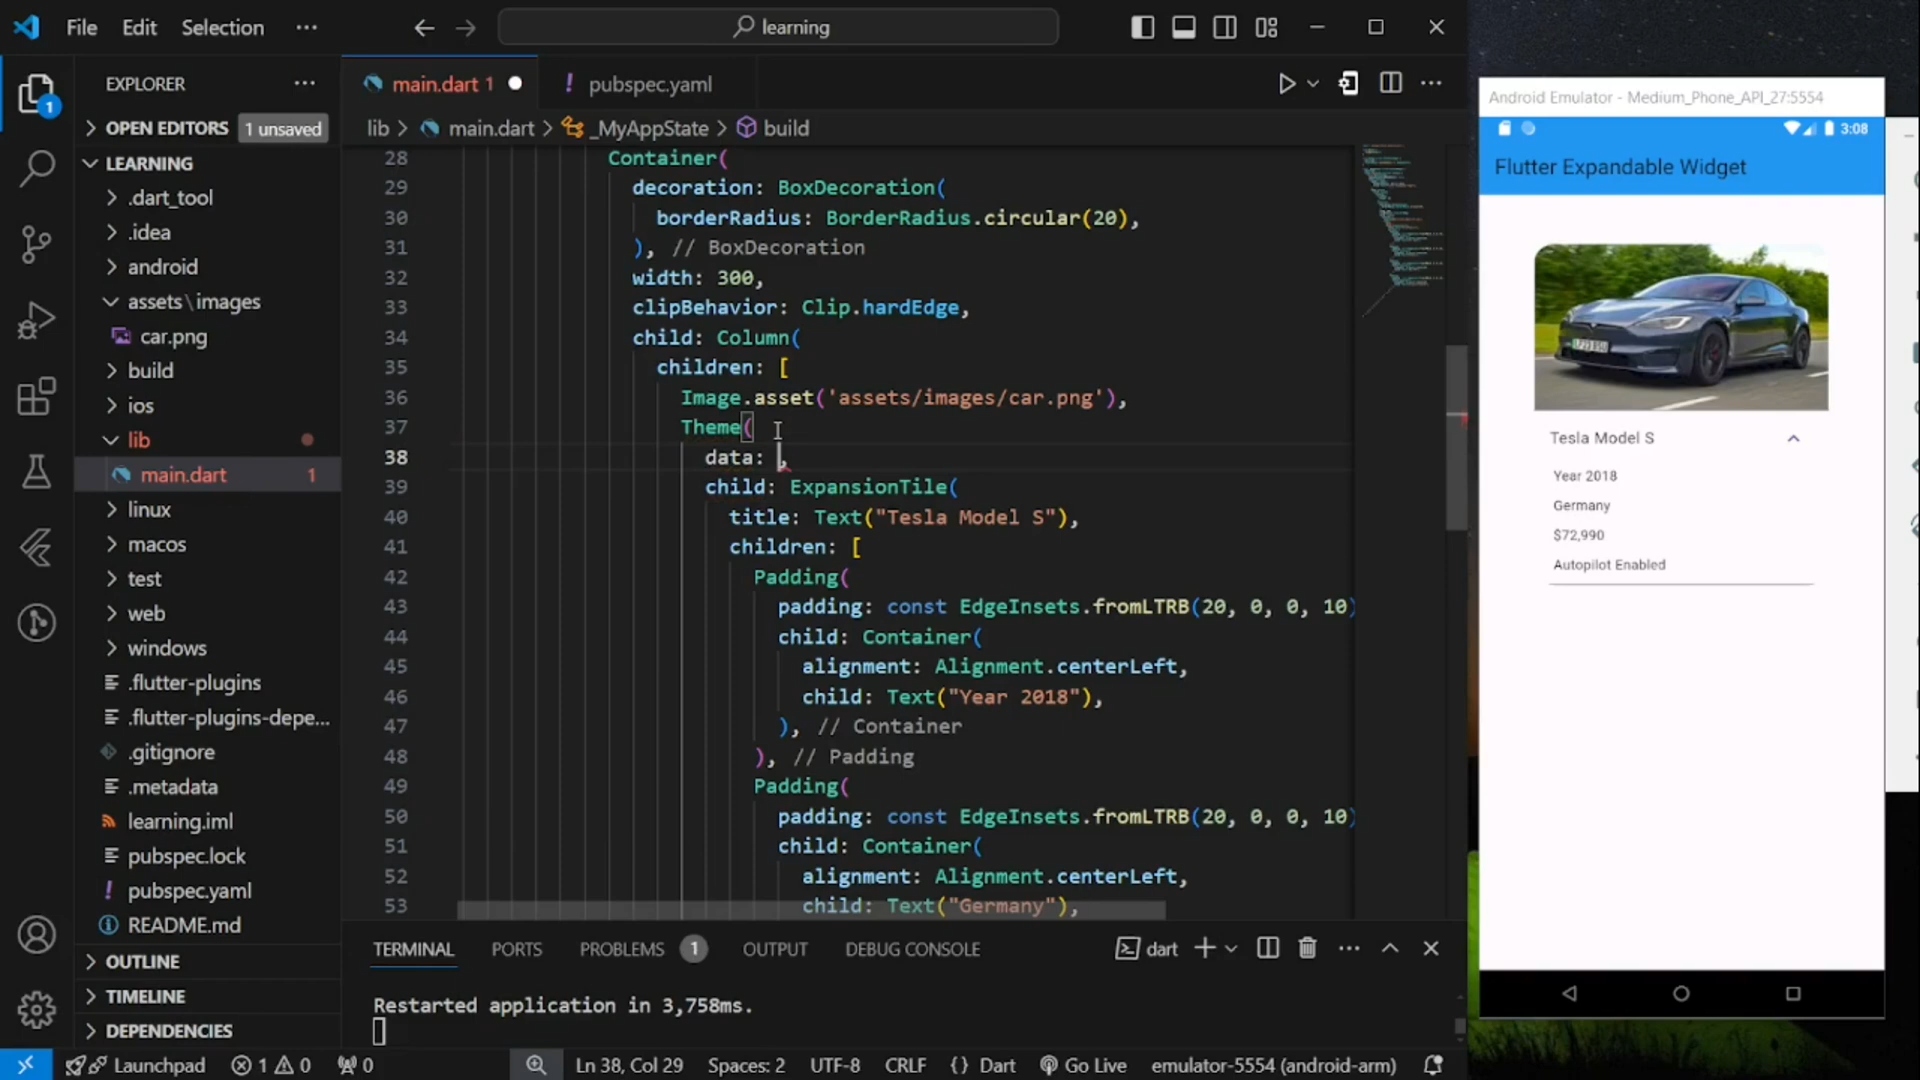 File Edit Selection ··· learning
EXPLORER ···
OPEN EDITORS 1 unsaved
LEARNING
.dart_tool
.idea
android
assets\images
car.png
build
ios
lib
main.dart 1
linux
macos
test
web
windows
.flutter-plugins
.flutter-plugins-depe...
.gitignore
.metadata
learning.iml
pubspec.lock
pubspec.yaml
README.md
OUTLINE
TIMELINE
DEPENDENCIES
1
main.dart 1 pubspec.yaml
lib > main.dart > _MyAppState > build
28 Container(
29 decoration: BoxDecoration(
30 borderRadius: BorderRadius.circular(20),
31 ), // BoxDecoration
32 width: 300,
33 clipBehavior: Clip.hardEdge,
34 child: Column(
35 children: [
36 Image.asset('assets/images/car.png'),
37 Theme(
38 data: ,
39 child: ExpansionTile(
40 title: Text("Tesla Model S"),
41 children: [
42 Padding(
43 padding: const EdgeInsets.fromLTRB(20, 0, 0, 10)
44 child: Container(
45 alignment: Alignment.centerLeft,
46 child: Text("Year 2018"),
47 ), // Container
48 ), // Padding
49 Padding(
50 padding: const EdgeInsets.fromLTRB(20, 0, 0, 10)
51 child: Container(
52 alignment: Alignment.centerLeft,
53 child: Text("Germany"),
TERMINAL PORTS PROBLEMS 1 OUTPUT DEBUG CONSOLE dart
Restarted application in 3,758ms.
Launchpad 1 0 0 Ln 38, Col 29 Spaces: 2 UTF-8 CRLF {} Dart Go Live emulator-5554 (android-arm)
Android Emulator - Medium_Phone_API_27:5554
3:08
Flutter Expandable Widget
Tesla Model S
Year 2018
Germany
$72,990
Autopilot Enabled